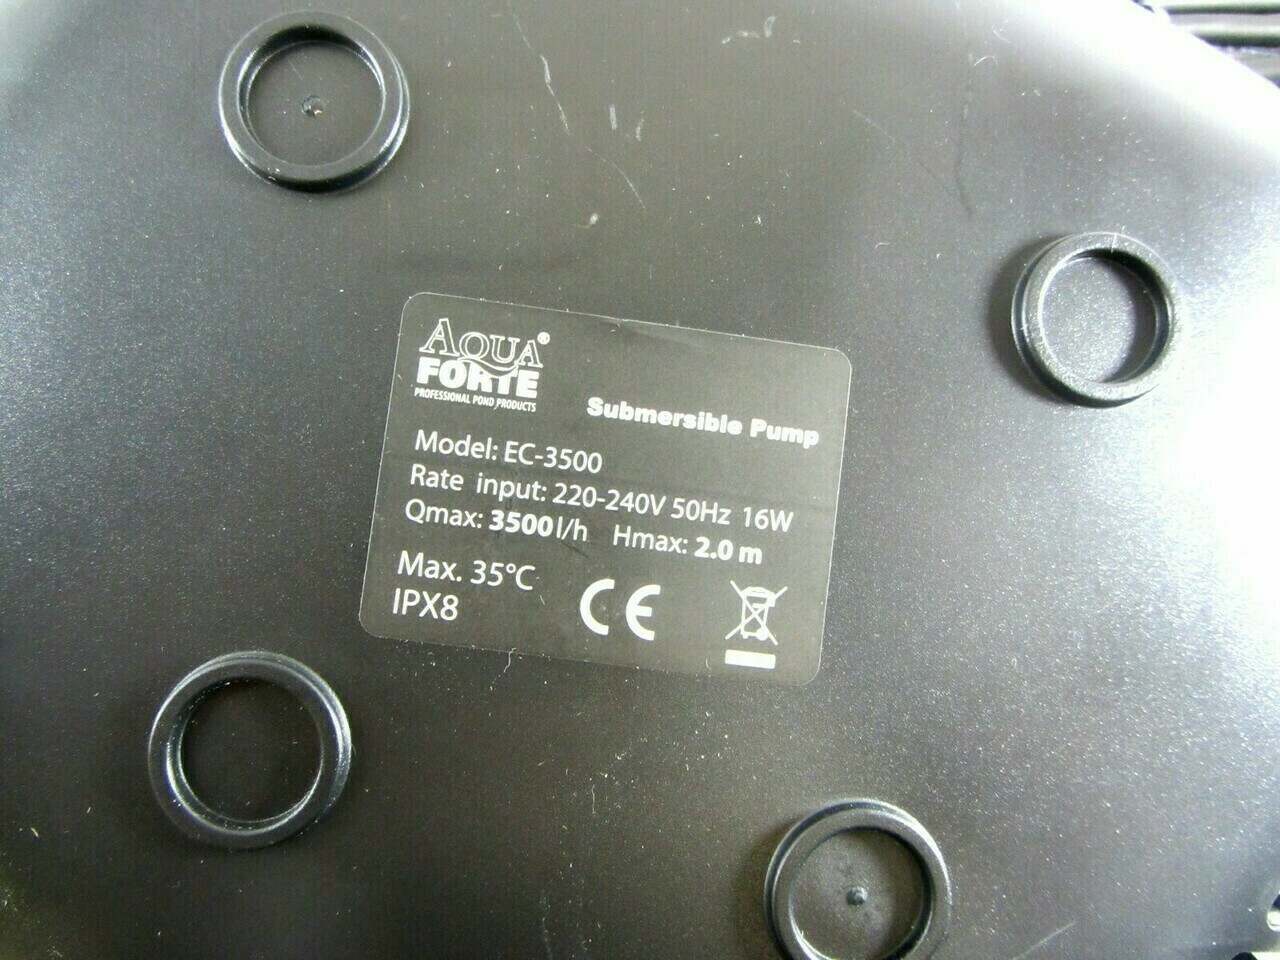 AQUA®
FORTE
PROFESSIONAL POND PRODUCTS
Submersible Pump
Model: EC-3500
Rate input: 220-240V 50Hz 16W
Qmax: 3500l/h Hmax: 2.0 m
Max. 35°C
IPX8
CE